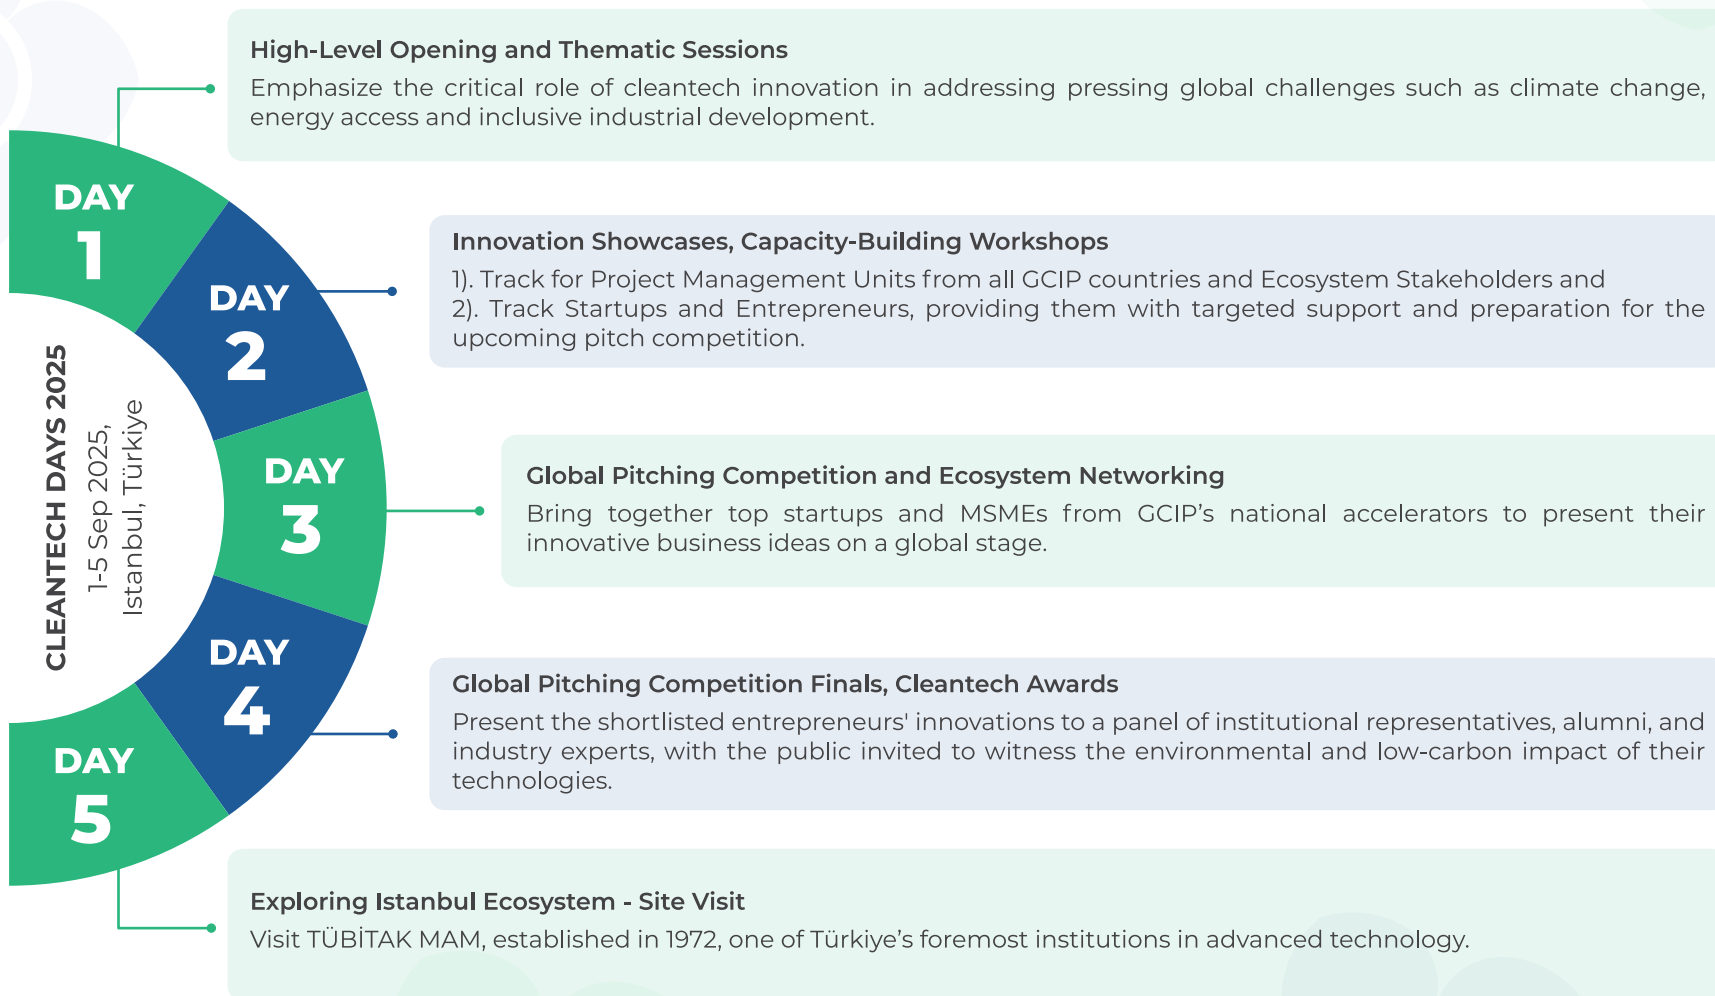 High-Level Opening and Thematic Sessions
Emphasize the critical role of cleantech innovation in addressing pressing global challenges such as climate change,
energy access and inclusive industrial development.
DAY
1
Innovation Showcases, Capacity-Building Workshops
1). Track for Project Management Units from all GCIP countries and Ecosystem Stakeholders and
2). Track Startups and Entrepreneurs, providing them with targeted support and preparation for the
upcoming pitch competition.
DAY
2
CLEANTECH DAYS 2025
1-5 Sep 2025,
Istanbul, Türkiye
DAY
3
Global Pitching Competition and Ecosystem Networking
Bring together top startups and MSMEs from GCIP’s national accelerators to present their
innovative business ideas on a global stage.
DAY
4
Global Pitching Competition Finals, Cleantech Awards
Present the shortlisted entrepreneurs' innovations to a panel of institutional representatives, alumni, and
industry experts, with the public invited to witness the environmental and low-carbon impact of their
technologies.
DAY
5
Exploring Istanbul Ecosystem - Site Visit
Visit TÜBİTAK MAM, established in 1972, one of Türkiye’s foremost institutions in advanced technology.